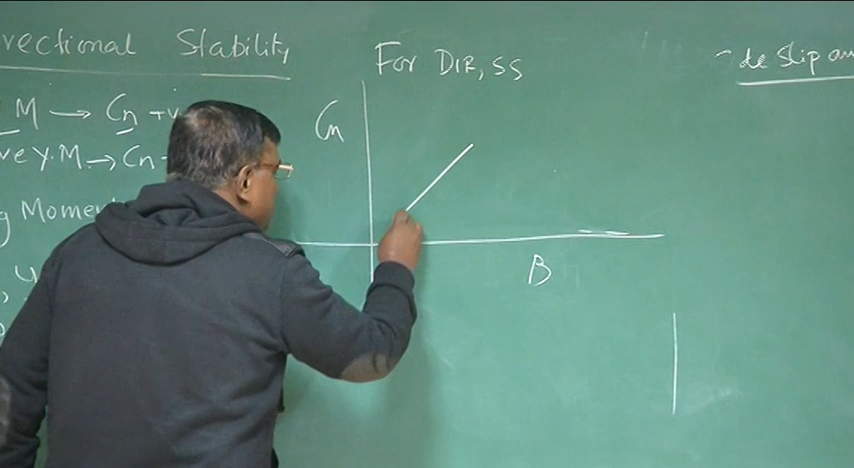 rectional Stability
For DIR, SS
de Slip an
M → Cn +v
Cn
ve Y.M. → Cn -
g Momen
β